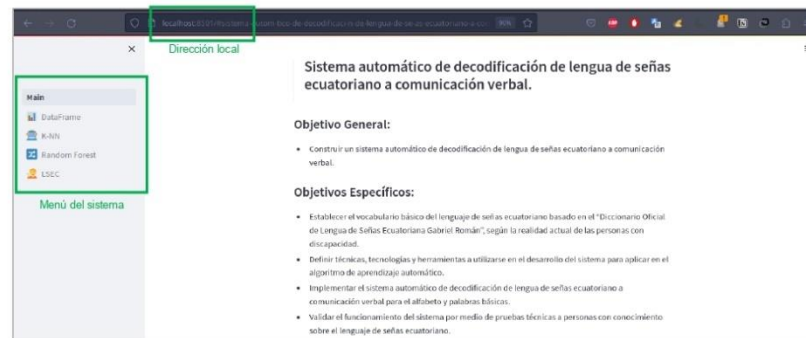 localhost:8501/#sistema-
90%
Dirección local
Main
DataFrame
K-NN
Random Forest
LSEC
Menú del sistema
Sistema automático de decodificación de lengua de señas
ecuatoriano a comunicación verbal.
Objetivo General:
• Construir un sistema automático de decodificación de lengua de señas ecuatoriano a comunicación
verbal.
Objetivos Específicos:
• Establecer el vocabulario básico del lenguaje de señas ecuatoriano basado en el "Diccionario Oficial
de Lengua de Señas Ecuatoriana Gabriel Román", según la realidad actual de las personas con
discapacidad.
• Definir técnicas, tecnologías y herramientas a utilizarse en el desarrollo del sistema para aplicar en el
algoritmo de aprendizaje automático.
• Implementar el sistema automático de decodificación de lengua de señas ecuatoriano a
comunicación verbal para el alfabeto y palabras básicas.
• Validar el funcionamiento del sistema por medio de pruebas técnicas a personas con conocimiento
sobre el lenguaje de señas ecuatoriano.